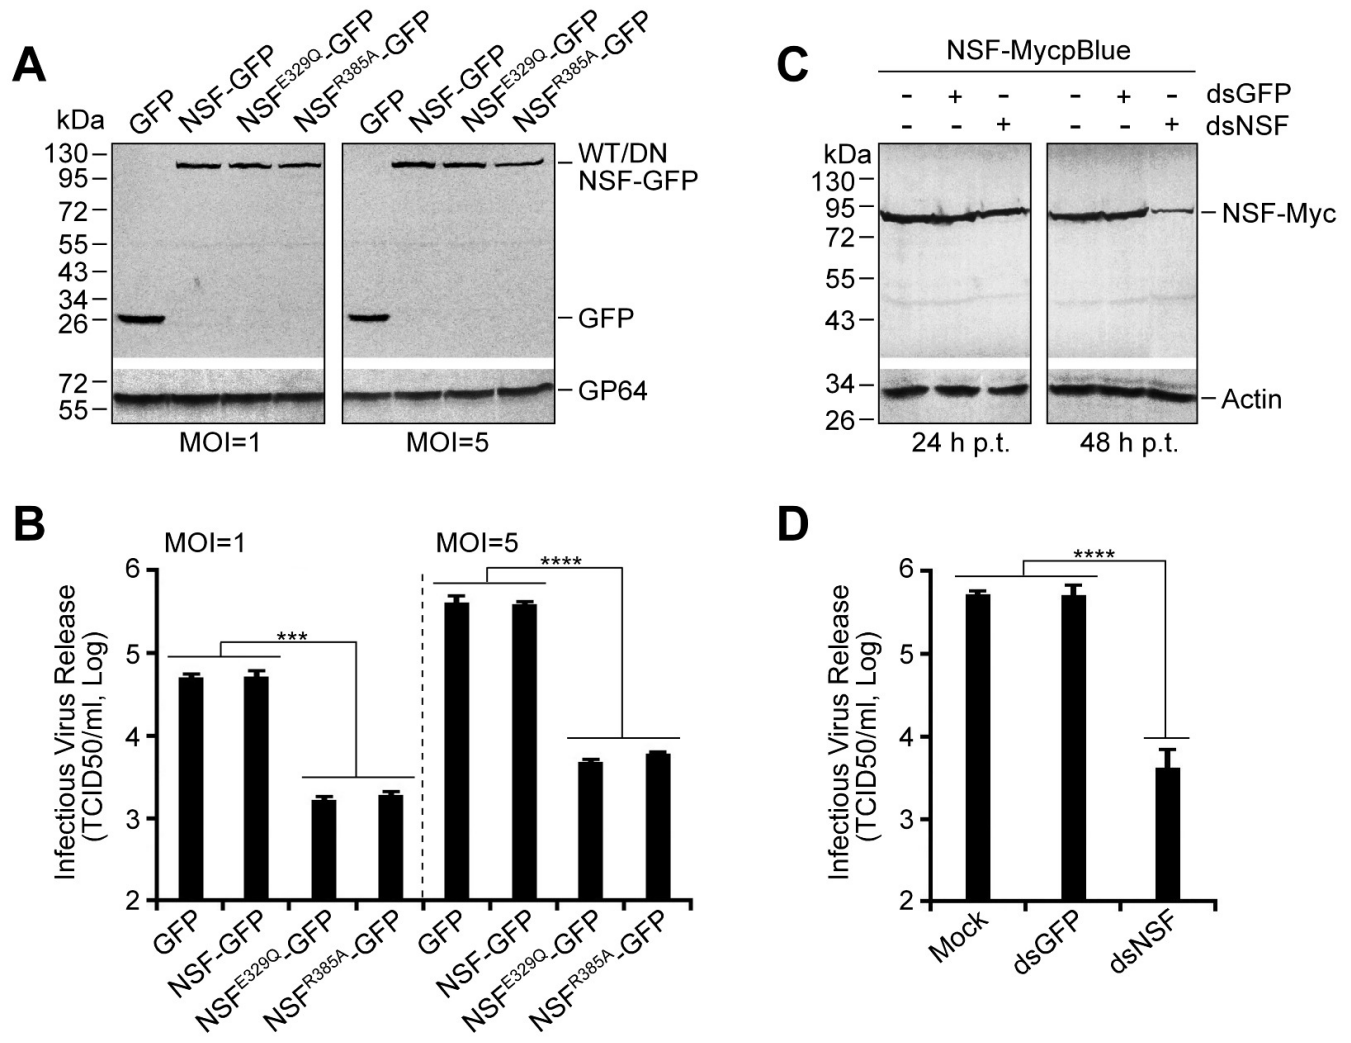 A
GFP
NSF-GFP
NSFE329Q-GFP
NSFR385A-GFP
GFP
NSF-GFP
NSFE329Q-GFP
NSFR385A-GFP
kDa
130
95
72
55
43
34
26
72
55
WT/DN
NSF-GFP
GFP
GP64
MOI=1
MOI=5
C
NSF-MycpBlue
- + - - + - dsGFP
- - + - - + dsNSF
kDa
130
95
72
55
43
34
26
NSF-Myc
Actin
24 h p.t.
48 h p.t.
B
MOI=1
MOI=5
***
****
Infectious Virus Release
(TCID50/ml, Log)
6
5
4
3
2
GFP
NSF-GFP
NSFE329Q-GFP
NSFR385A-GFP
GFP
NSF-GFP
NSFE329Q-GFP
NSFR385A-GFP
D
****
Infectious Virus Release
(TCID50/ml, Log)
6
5
4
3
2
Mock
dsGFP
dsNSF